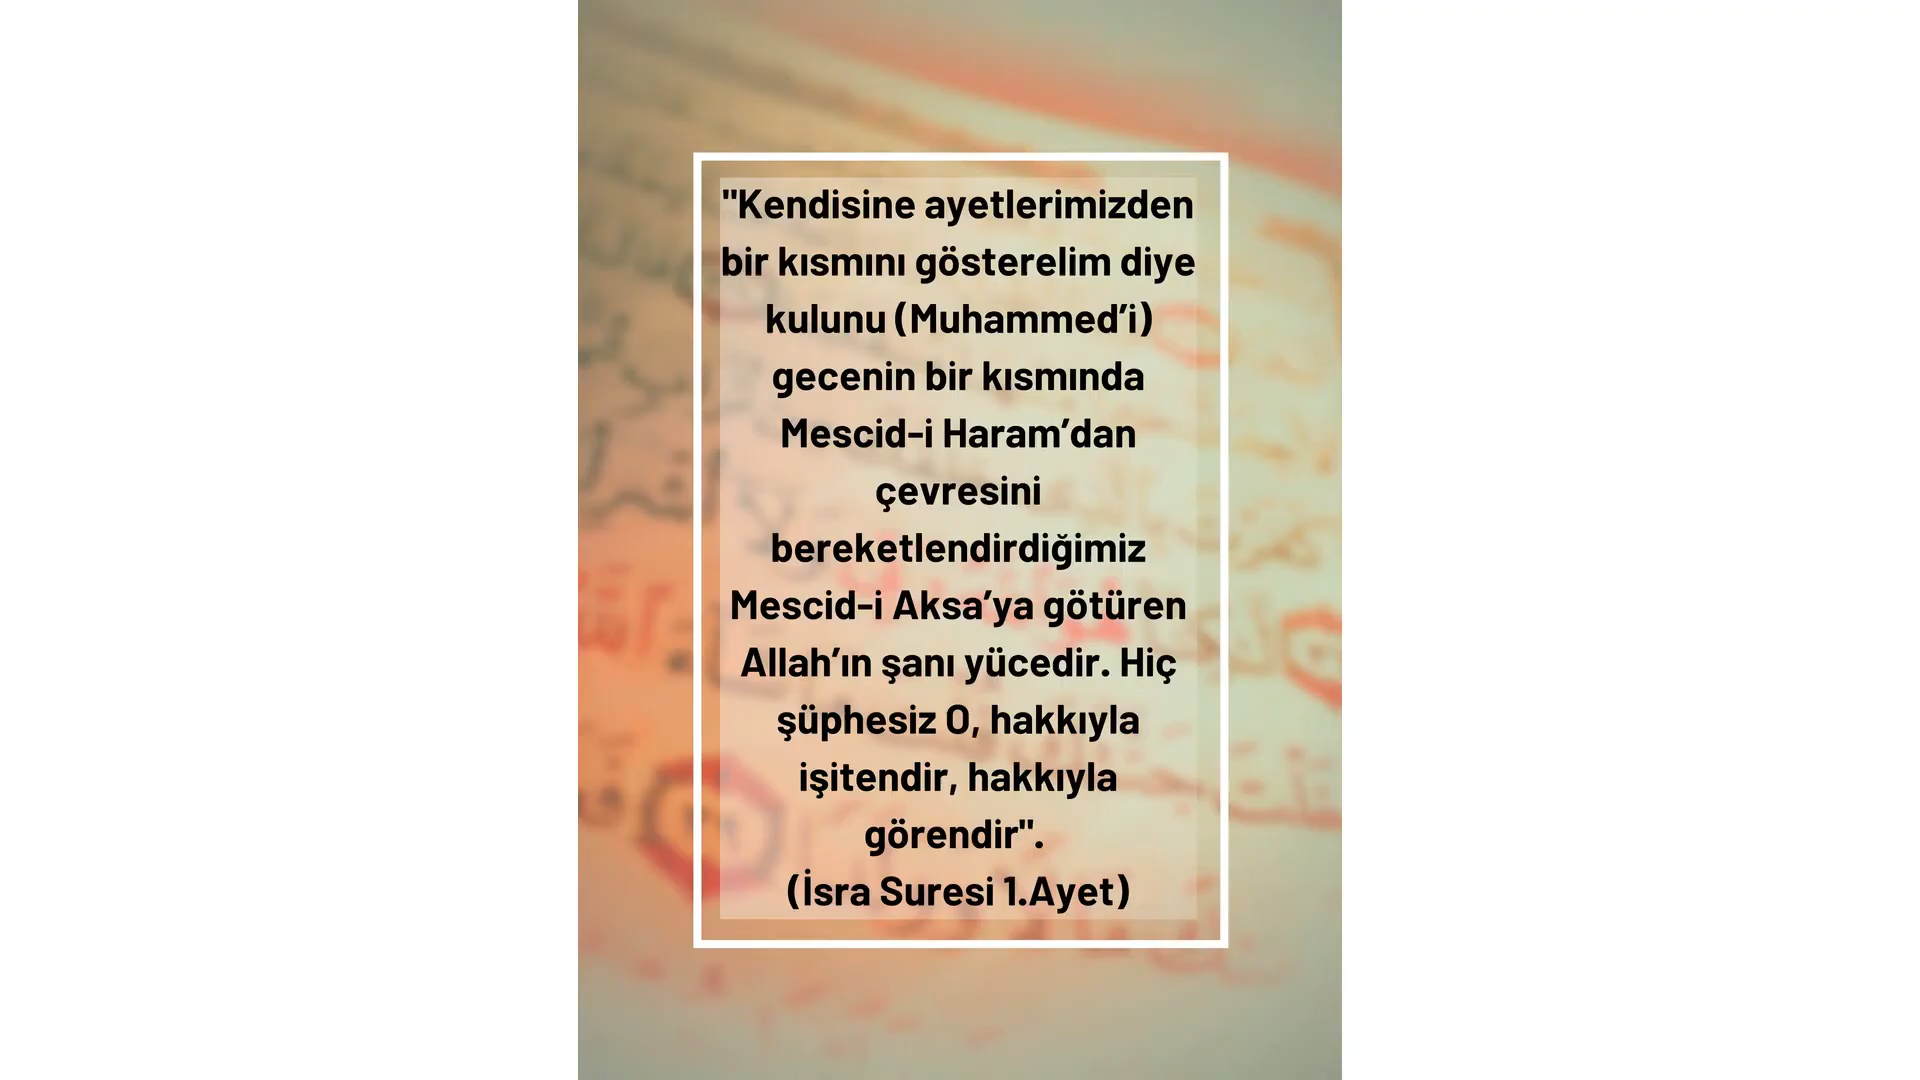 "Kendisine ayetlerimizden
bir kısmını gösterelim diye
kulunu (Muhammed’i)
gecenin bir kısmında
Mescid-i Haram’dan
çevresini
bereketlendirdiğimiz
Mescid-i Aksa’ya götüren
Allah’ın şanı yücedir. Hiç
şüphesiz O, hakkıyla
işitendir, hakkıyla
görendir".
(İsra Suresi 1.Ayet)